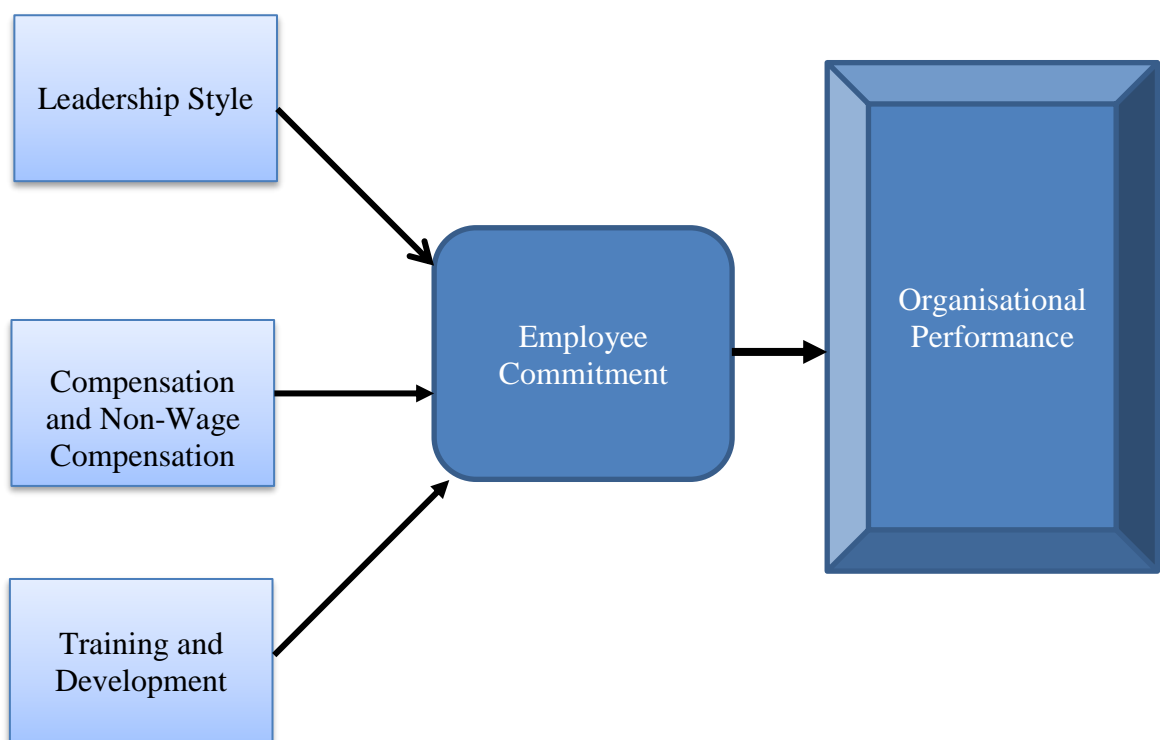 Leadership Style
Compensation
and Non-Wage
Compensation
Training and
Development
Employee
Commitment
Organisational
Performance